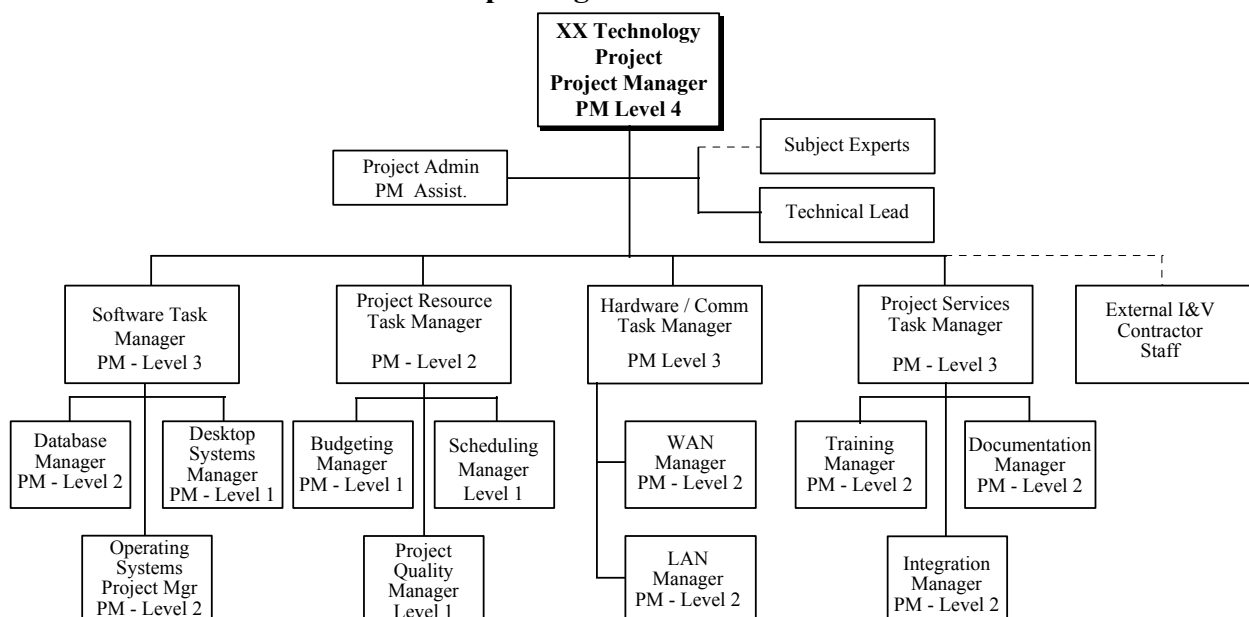 XX Technology
Project
Project Manager
PM Level 4
Subject Experts
Project Admin
PM Assist.
Technical Lead
Software Task
Manager
PM - Level 3
Project Resource
Task Manager
PM - Level 2
Hardware / Comm
Task Manager
PM Level 3
Project Services
Task Manager
PM - Level 3
External I&V
Contractor
Staff
Database
Manager
PM - Level 2
Desktop
Systems
Manager
PM - Level 1
Budgeting
Manager
PM - Level 1
Scheduling
Manager
Level 1
WAN
Manager
PM - Level 2
Training
Manager
PM - Level 2
Documentation
Manager
PM - Level 2
Operating
Systems
Project Mgr
PM - Level 2
Project
Quality
Manager
Level 1
LAN
Manager
PM - Level 2
Integration
Manager
PM - Level 2